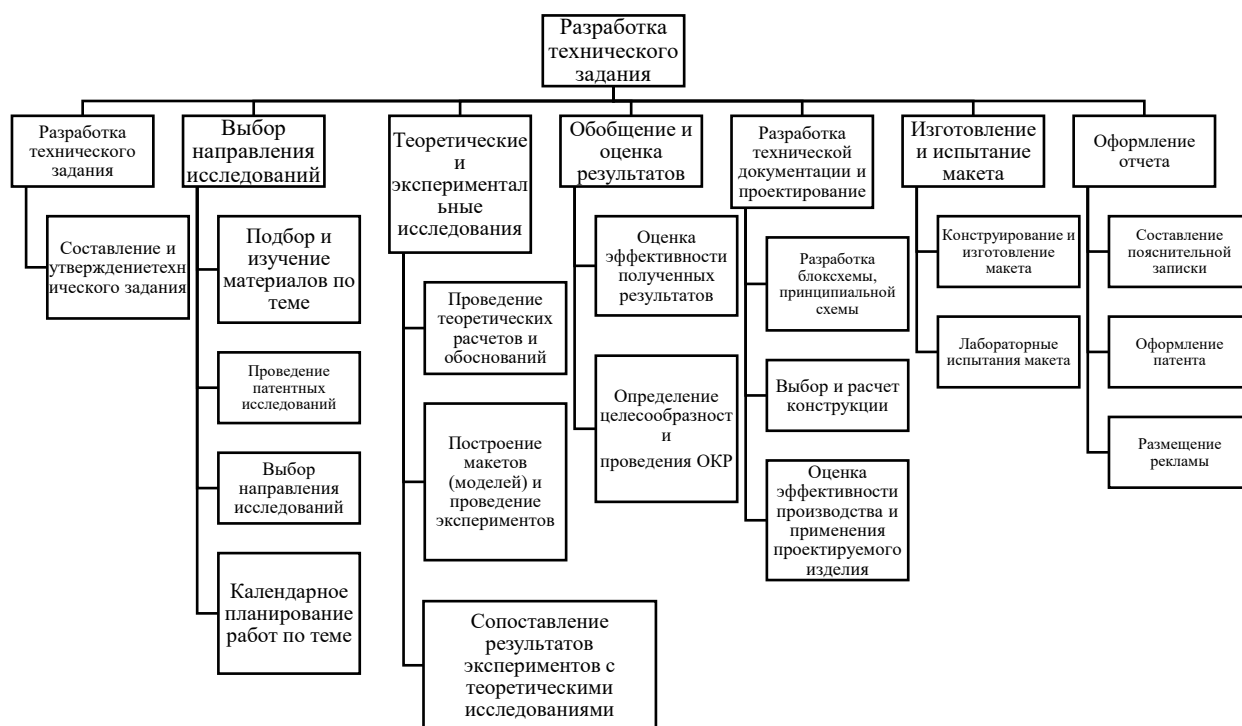 Разработка
технического
задания
Разработка
технического
задания
Составление и
утверждениетехн
ического задания
Выбор
направления
исследований
Подбор и
изучение
материалов по
теме
Проведение
патентных
исследований
Выбор
направления
исследований
Календарное
планирование
работ по теме
Теоретические
и
эксперименталь
ные
исследования
Проведение
теоретических
расчетов и
обоснований
Построение
макетов
(моделей) и
проведение
экспериментов
Сопоставление
результатов
экспериментов с
теоретическими
исследованиями
Обобщение и
оценка
результатов
Оценка
эффективности
полученных
результатов
Определение
целесообразност
и
проведения ОКР
Разработка
технической
документации и
проектирование
Разработка
блоксхемы,
принципиальной
схемы
Выбор и расчет
конструкции
Оценка
эффективности
производства и
применения
проектируемого
изделия
Изготовление
и испытание
макета
Конструирование и
изготовление
макета
Лабораторные
испытания макета
Оформление
отчета
Составление
пояснительной
записки
Оформление
патента
Размещение
рекламы